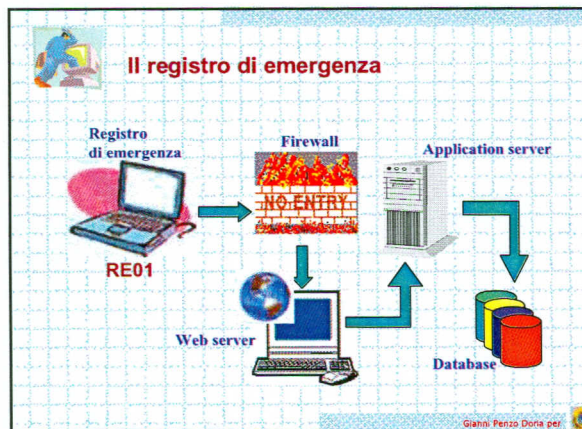 Il registro di emergenza
Registro
di emergenza
Firewall
Application server
NO ENTRY
RE01
Web server
Database
Gianni Penzo Doria per